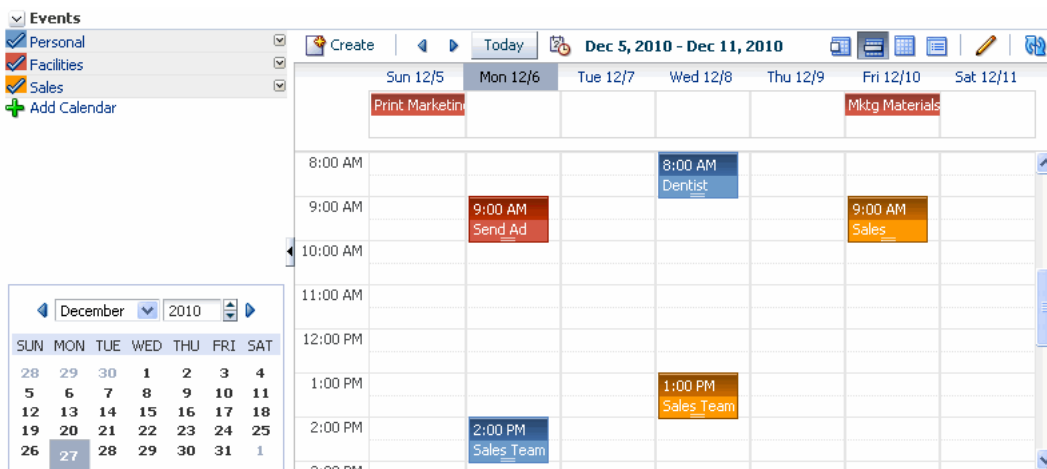 Events
Personal
Facilities
Sales
Add Calendar
December 2010
SUN MON TUE WED THU FRI SAT
28 29 30 1 2 3 4
5 6 7 8 9 10 11
12 13 14 15 16 17 18
19 20 21 22 23 24 25
26 27 28 29 30 31 1
Create Today Dec 5, 2010 - Dec 11, 2010
Sun 12/5 Mon 12/6 Tue 12/7 Wed 12/8 Thu 12/9 Fri 12/10 Sat 12/11
Print Marketin Mktg Materials
8:00 AM 8:00 AM
Dentist
9:00 AM 9:00 AM 9:00 AM
Send Ad Sales
10:00 AM
11:00 AM
12:00 PM
1:00 PM 1:00 PM
Sales Team
2:00 PM 2:00 PM
Sales Team